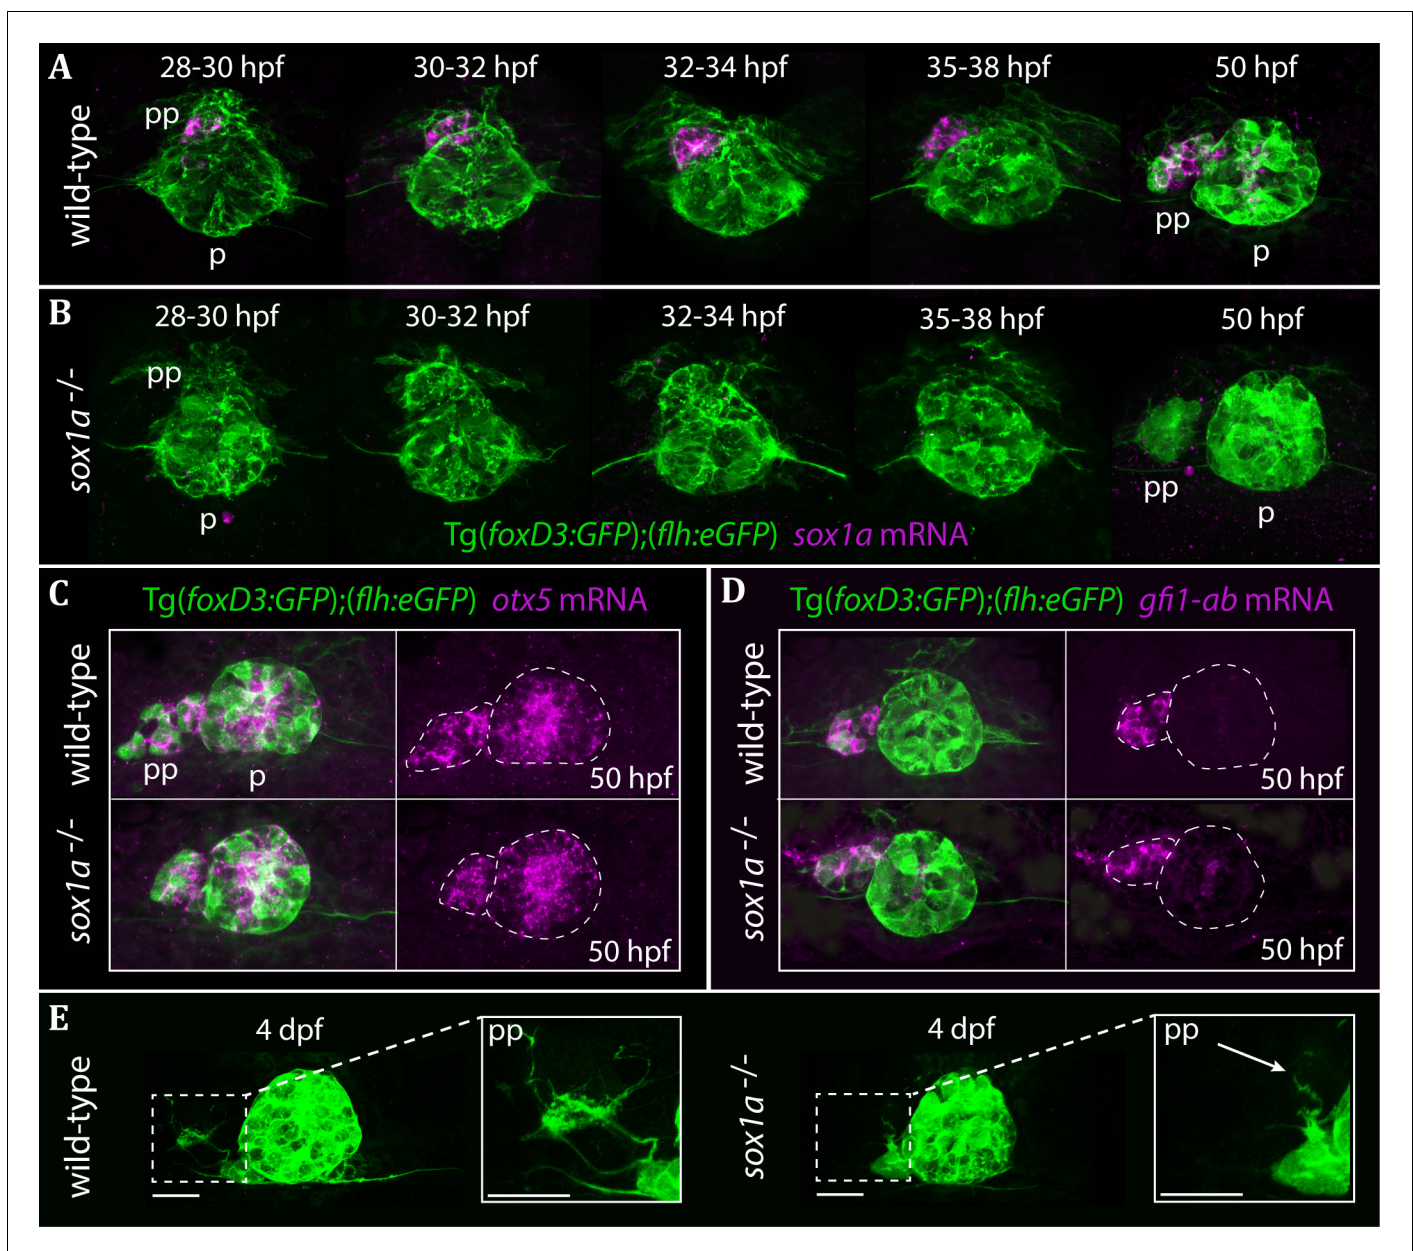 A
28-30 hpf 30-32 hpf 32-34 hpf 35-38 hpf 50 hpf
wild-type
pp
p
pp
p
B
28-30 hpf 30-32 hpf 32-34 hpf 35-38 hpf 50 hpf
sox1a -/-
pp
p
pp
p
Tg(foxD3:GFP);(flh:eGFP) sox1a mRNA
C
Tg(foxD3:GFP);(flh:eGFP) otx5 mRNA
wild-type
pp
p
50 hpf
sox1a -/-
50 hpf
D
Tg(foxD3:GFP);(flh:eGFP) gfi1-ab mRNA
wild-type
50 hpf
sox1a -/-
50 hpf
E
wild-type
4 dpf
pp
sox1a -/-
4 dpf
pp